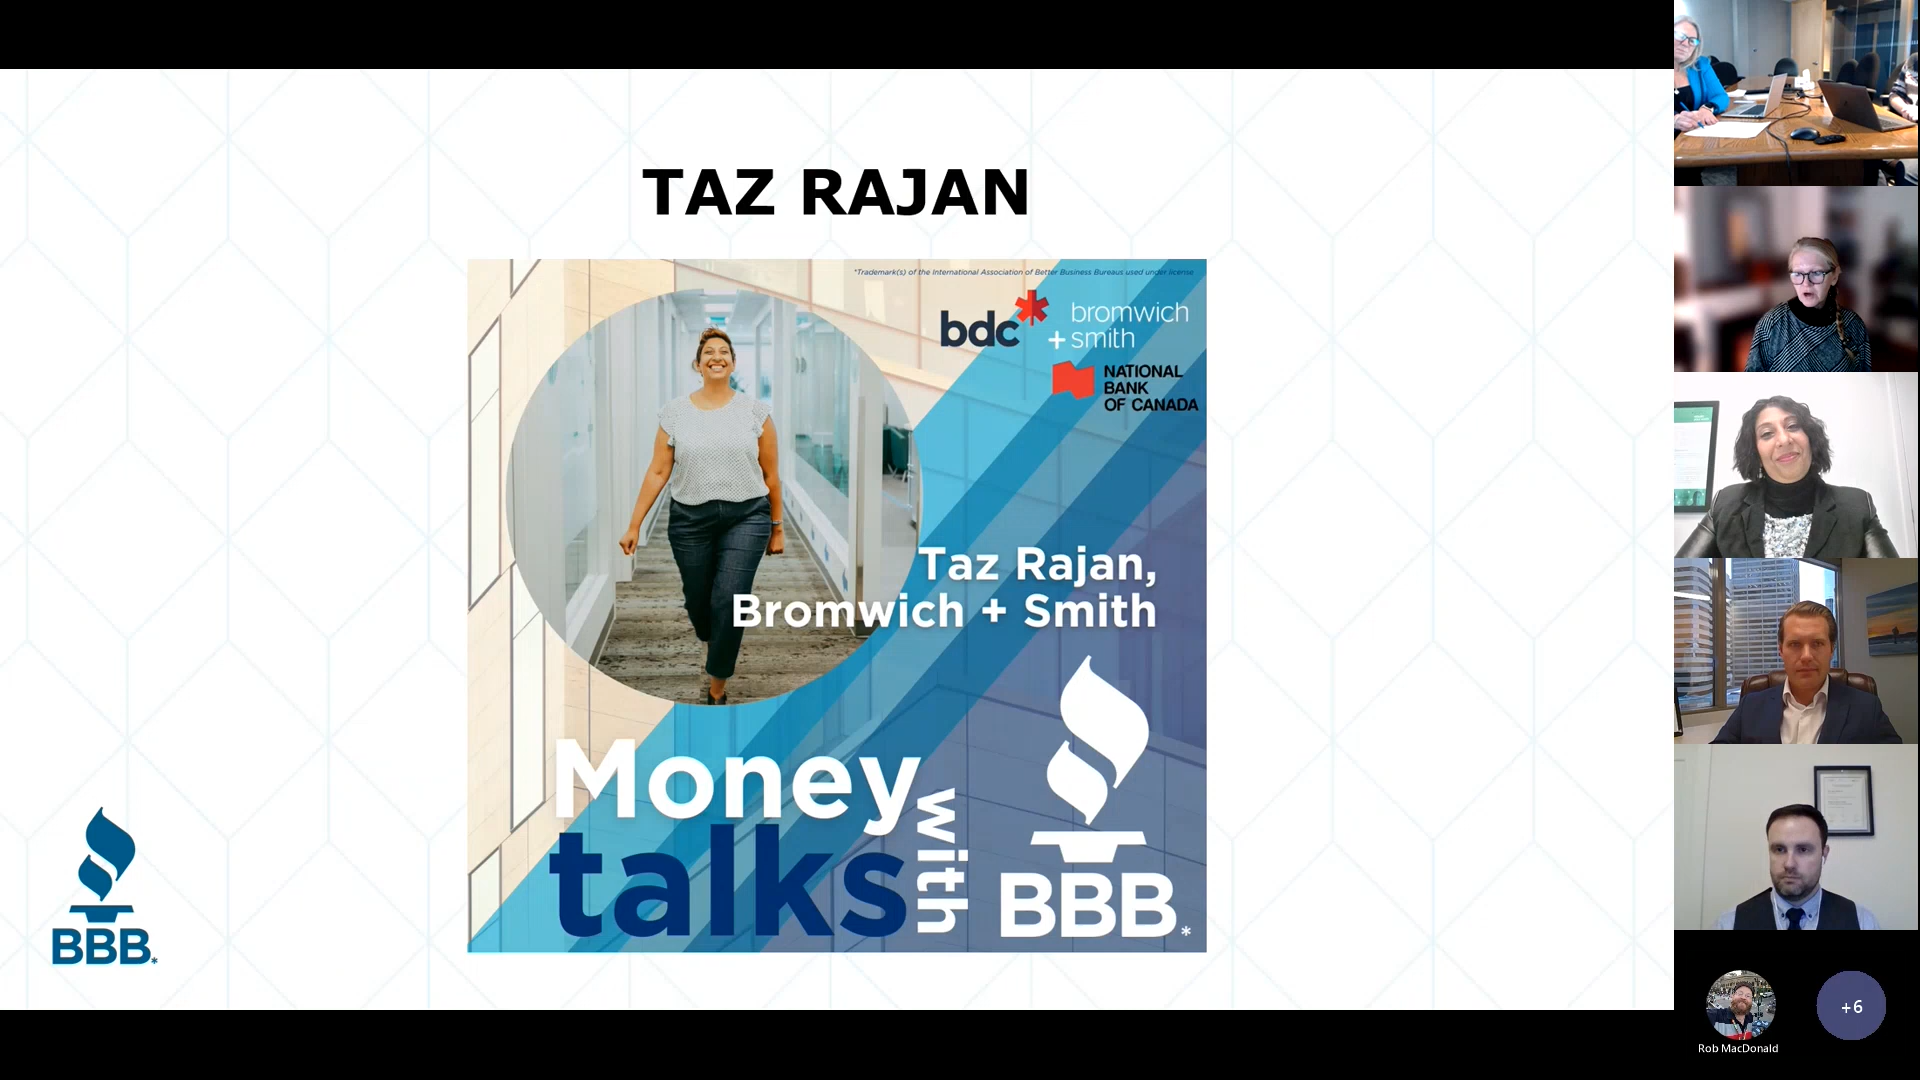 TAZ RAJAN
*Trademark(s) of the International Association of Better Business Bureaus used under license
bdc*
bromwich
+ smith
NATIONAL
BANK
OF CANADA
Taz Rajan,
Bromwich + Smith
Money
talks
with
BBB*
BBB*
+6
Rob MacDonald